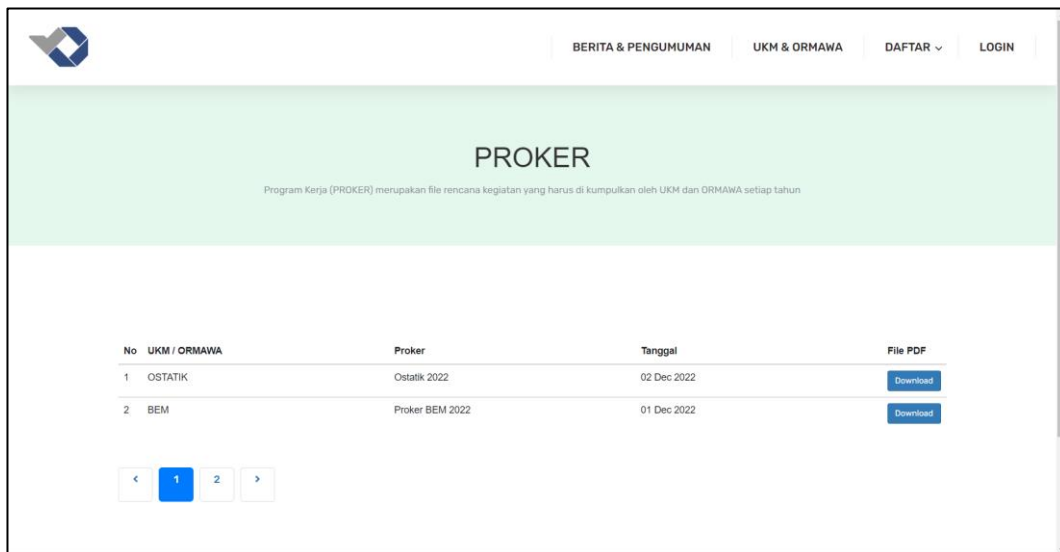 BERITA & PENGUMUMAN UKM & ORMAWA DAFTAR LOGIN
PROKER
Program Kerja (PROKER) merupakan file rencana kegiatan yang harus di kumpulkan oleh UKM dan ORMAWA setiap tahun
No UKM / ORMAWA Proker Tanggal File PDF
1 OSTATIK Ostatik 2022 02 Dec 2022 Download
2 BEM Proker BEM 2022 01 Dec 2022 Download
‹ 1 2 ›